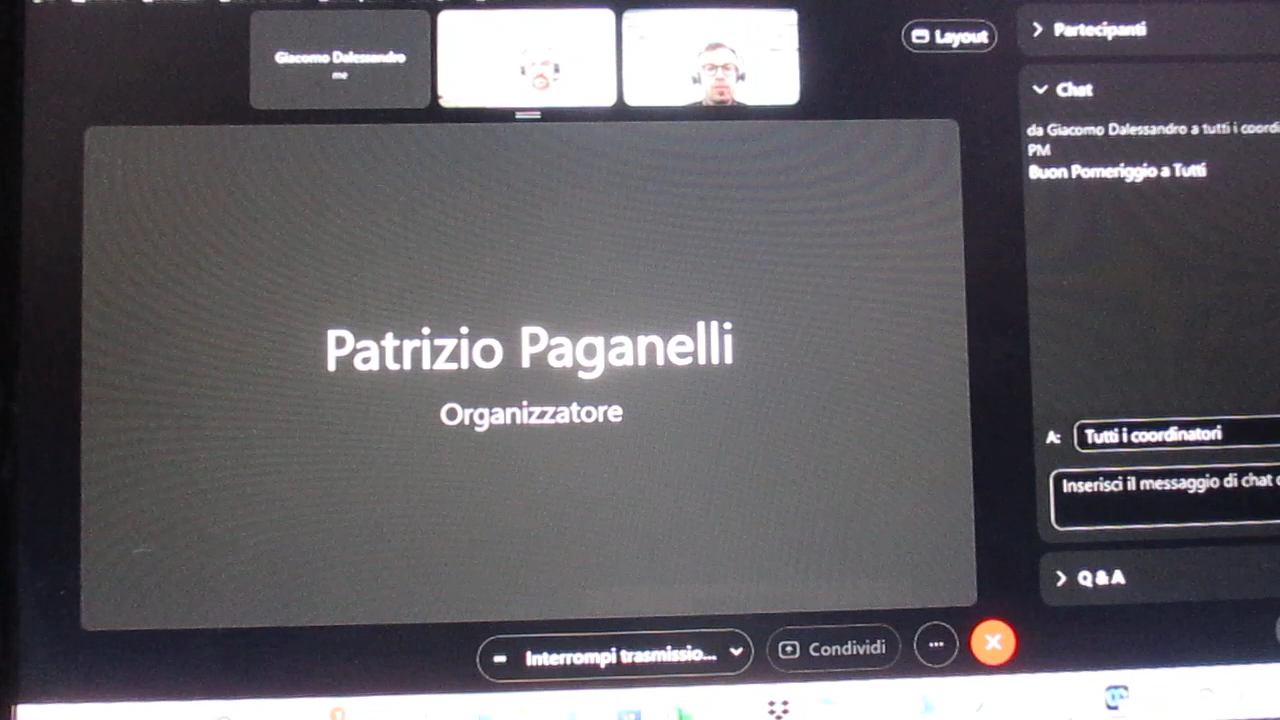 Giacomo Dalessandro
me
Layout
Partecipanti
Chat
da Giacomo Dalessandro a tutti i coordi
PM
Buon Pomeriggio a Tutti
Patrizio Paganelli
Organizzatore
A:
Tutti i coordinatori
Inserisci il messaggio di chat
Q & A
Interrompi trasmissio...
Condividi